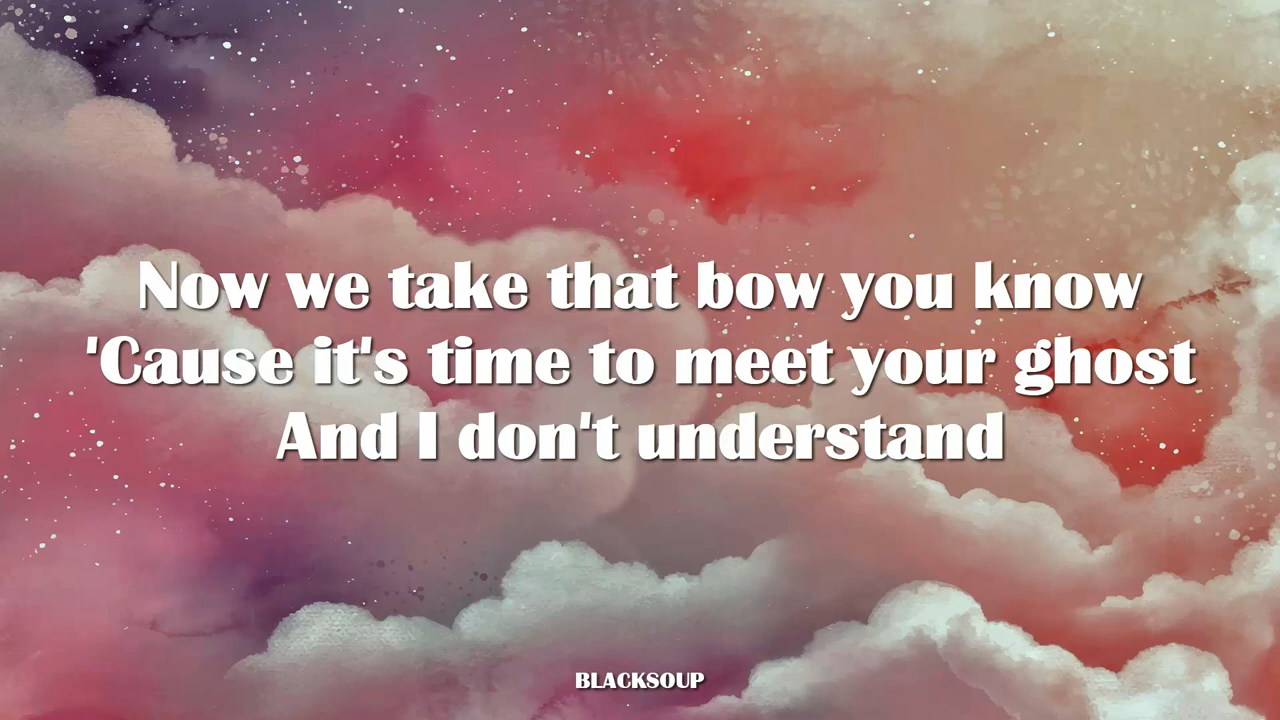 Now we take that bow you know
'Cause it's time to meet your ghost
And I don't understand
BLACKSOUP